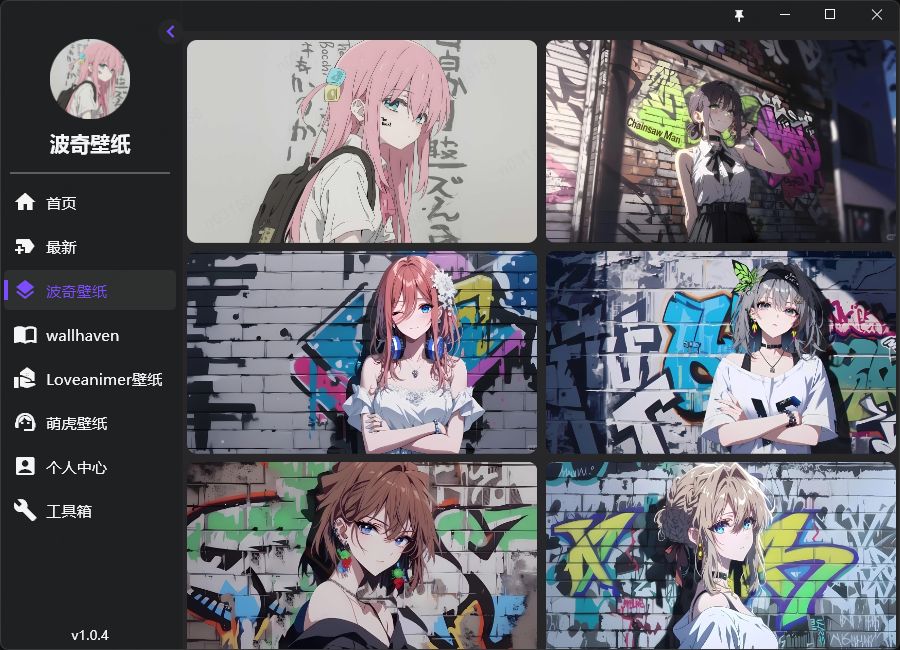 波奇壁纸
首页
最新
波奇壁纸
wallhaven
Loveanimer壁纸
萌虎壁纸
个人中心
工具箱
v1.0.4
Chainsaw Man